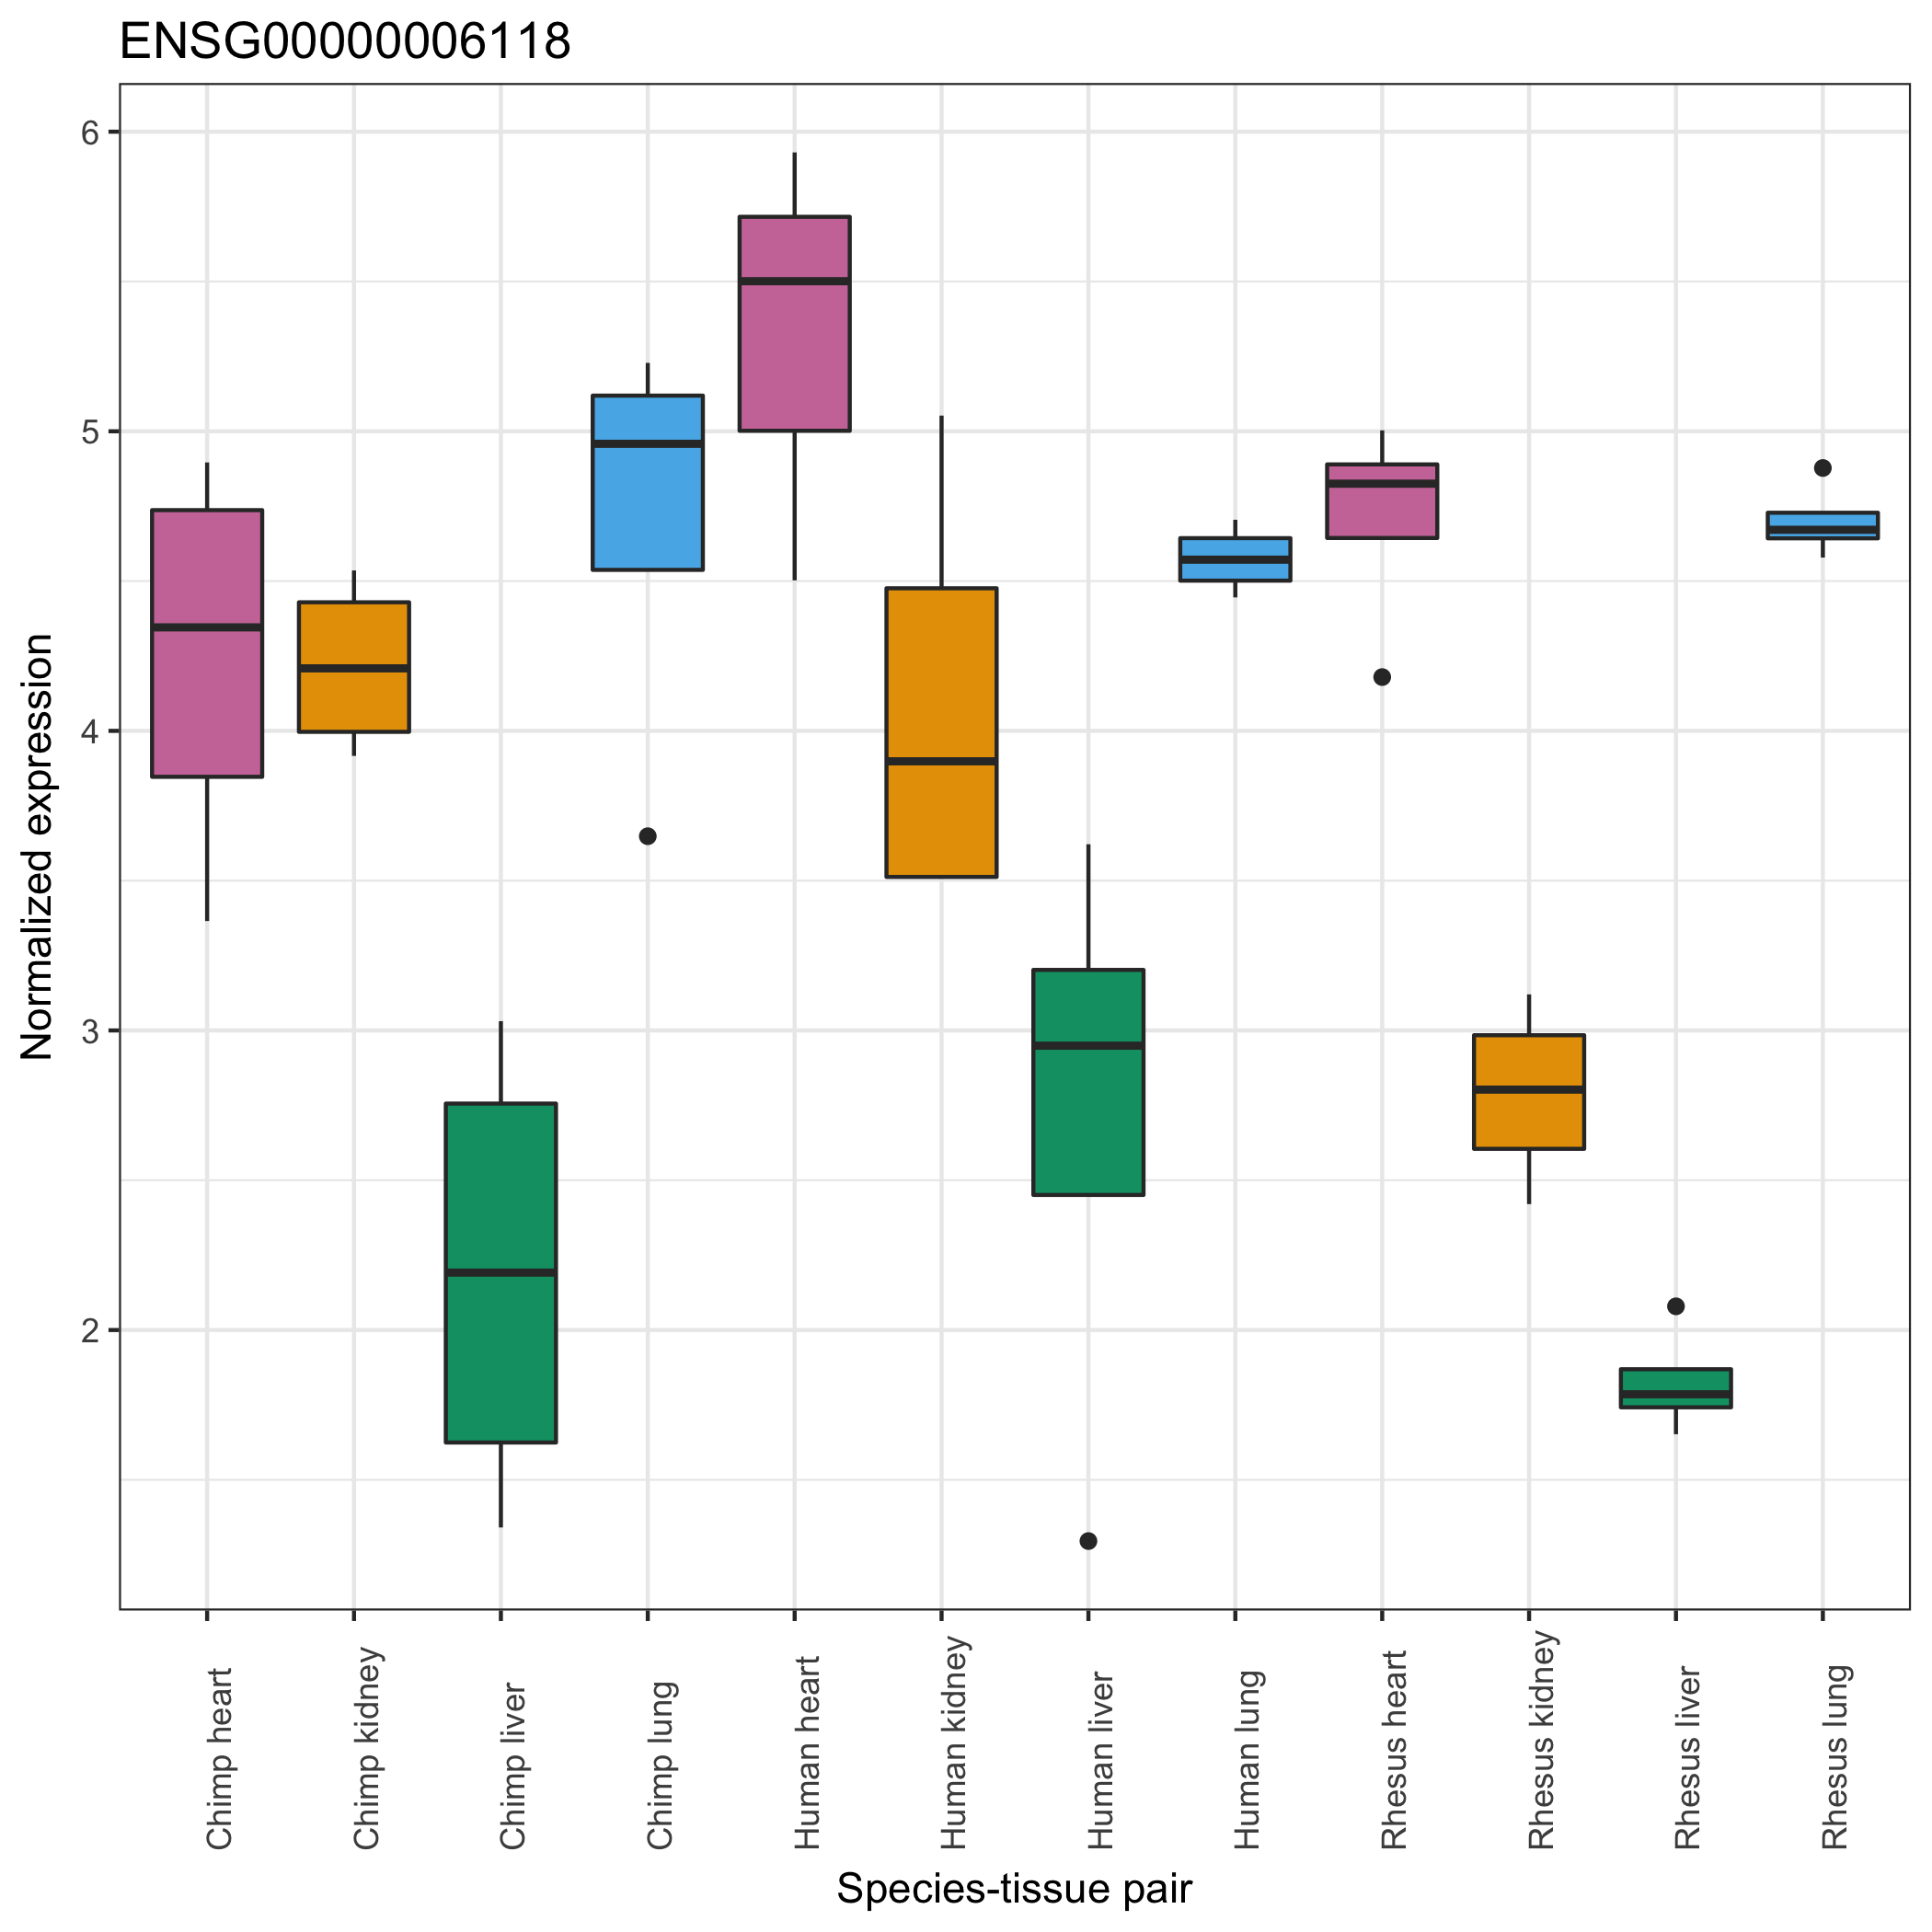 ENSG00000006118
Normalized expression
6
5
4
3
2
Chimp heart
Chimp kidney
Chimp liver
Chimp lung
Human heart
Human kidney
Human liver
Human lung
Rhesus heart
Rhesus kidney
Rhesus liver
Rhesus lung
Species-tissue pair